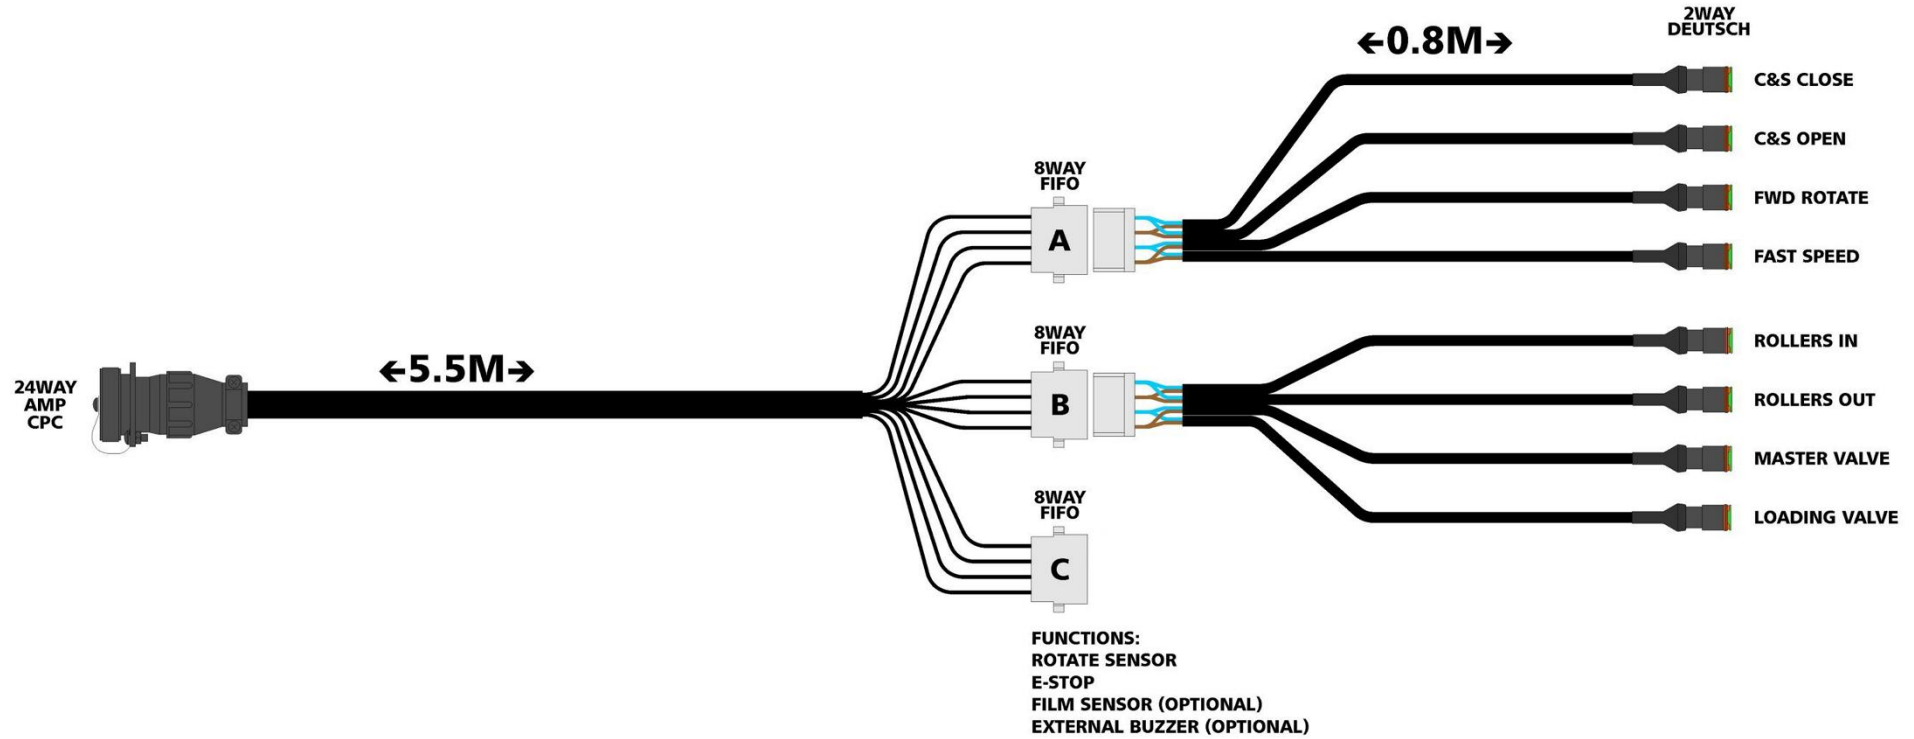 2WAY
DEUTSCH
←0.8M→
C&S CLOSE
C&S OPEN
8WAY
FIFO
A
FWD ROTATE
FAST SPEED
8WAY
FIFO
ROLLERS IN
←5.5M→
24WAY
AMP
CPC
B
ROLLERS OUT
MASTER VALVE
8WAY
FIFO
LOADING VALVE
C
FUNCTIONS:
ROTATE SENSOR
E-STOP
FILM SENSOR (OPTIONAL)
EXTERNAL BUZZER (OPTIONAL)